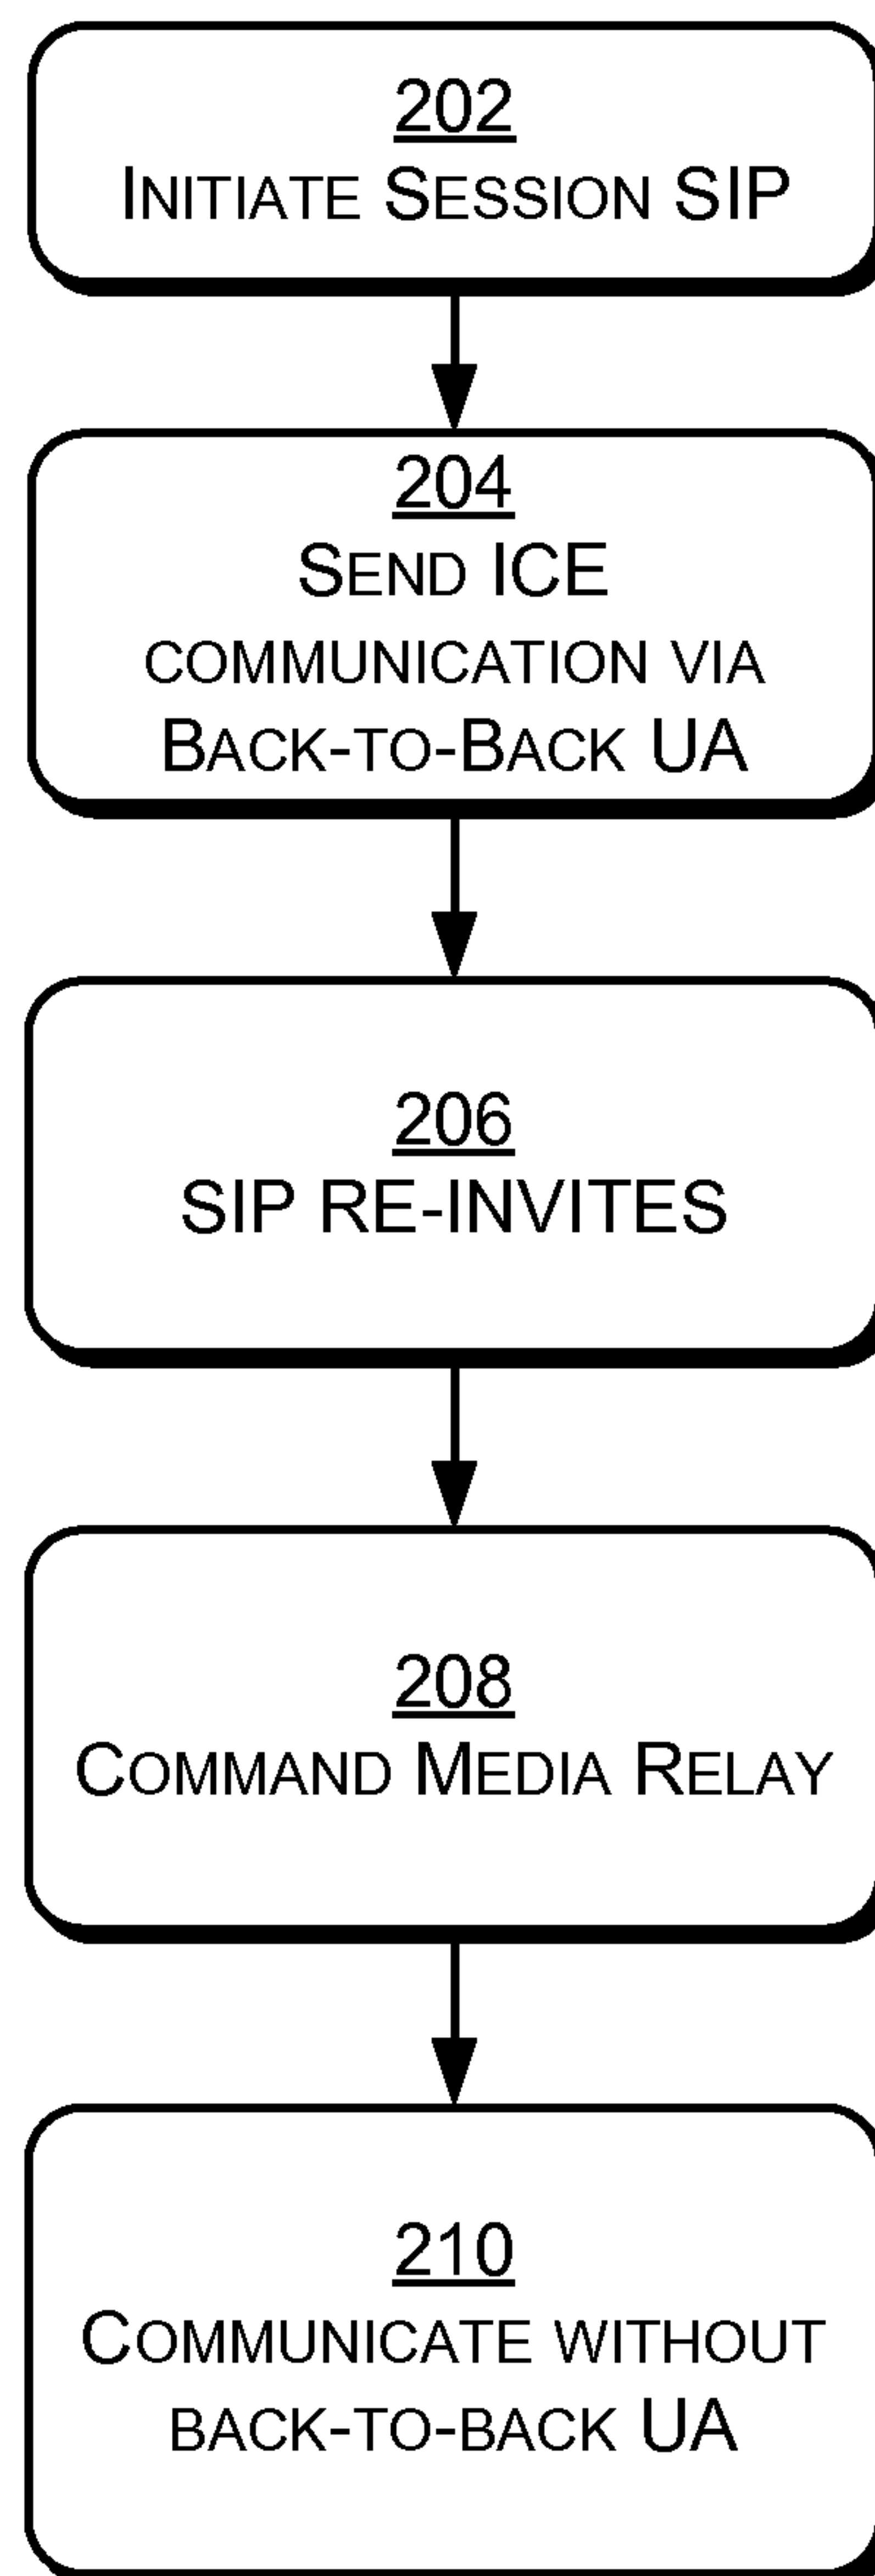 202
INITIATE SESSION SIP
204
SEND ICE
COMMUNICATION VIA
BACK-TO-BACK UA
206
SIP RE-INVITES
208
COMMAND MEDIA RELAY
210
COMMUNICATE WITHOUT
BACK-TO-BACK UA